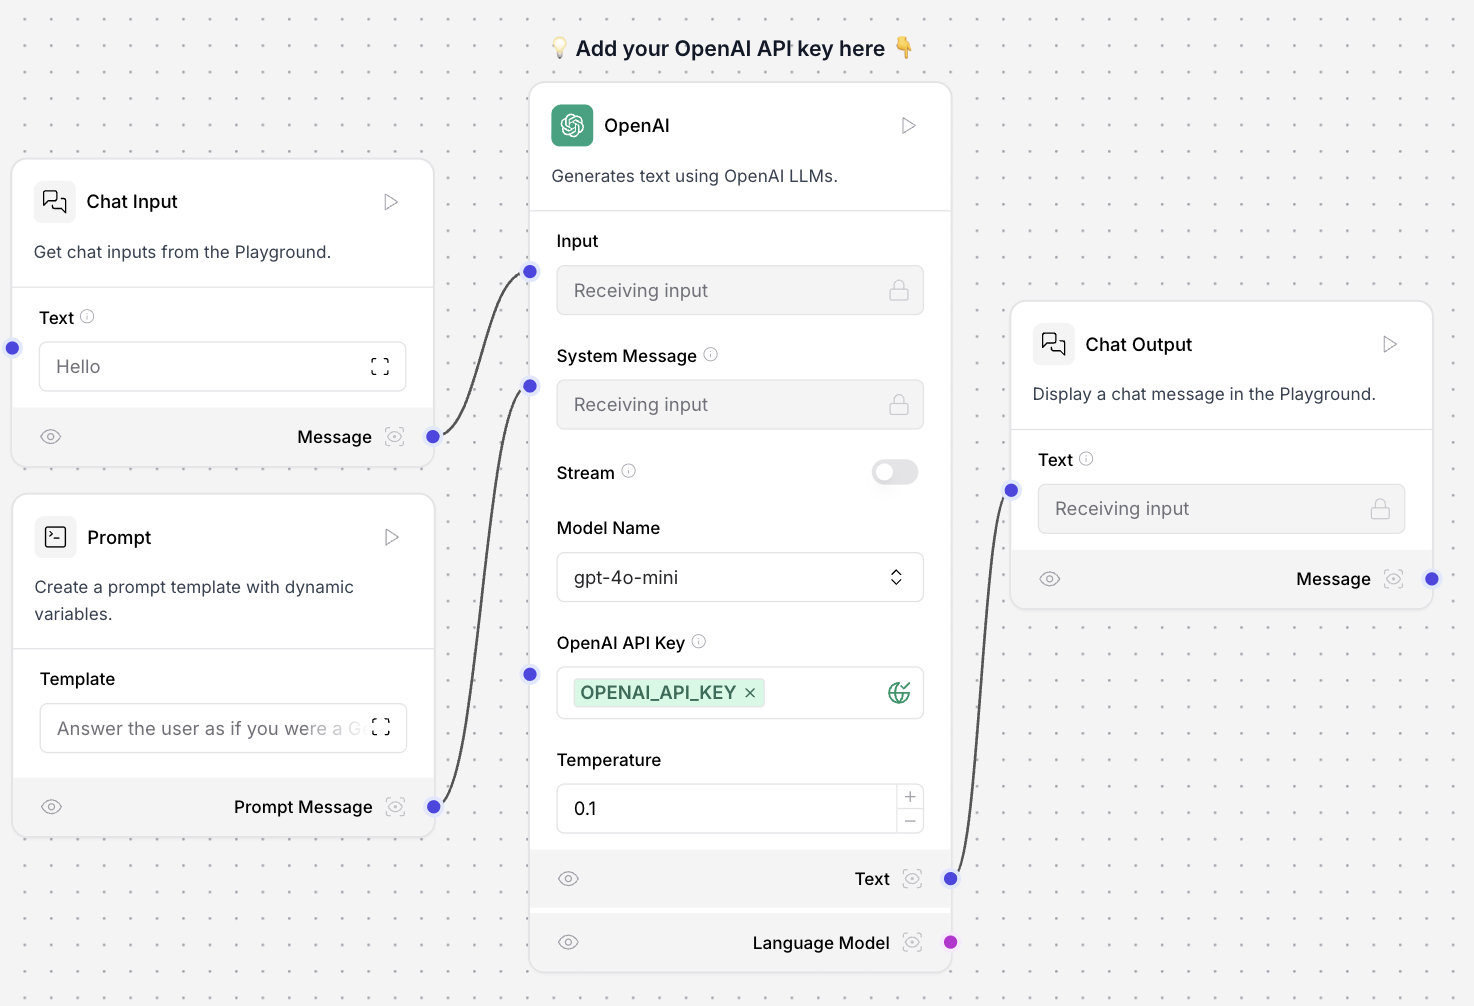 💡 Add your OpenAI API key here 👇
Chat Input
Get chat inputs from the Playground.
Text
Hello
Message
Prompt
Create a prompt template with dynamic
variables.
Template
Answer the user as if you were a
Prompt Message
OpenAI
Generates text using OpenAI LLMs.
Input
Receiving input
System Message
Receiving input
Stream
Model Name
gpt-4o-mini
OpenAI API Key
OPENAI_API_KEY ×
Temperature
0.1
Text
Language Model
Chat Output
Display a chat message in the Playground.
Text
Receiving input
Message